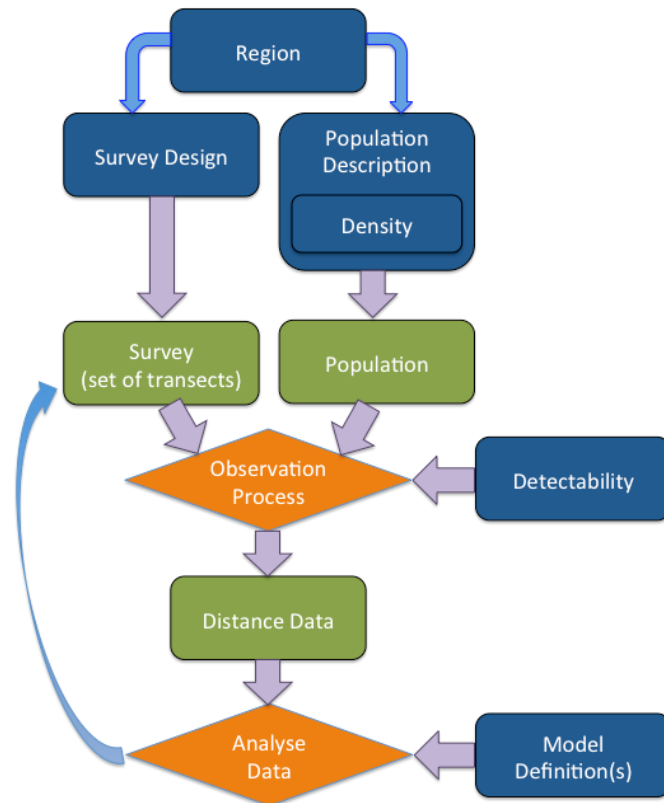 Region
Survey Design
Population
Description
Density
Survey
(set of transects)
Population
Observation
Process
Detectability
Distance Data
Analyse
Data
Model
Definition(s)